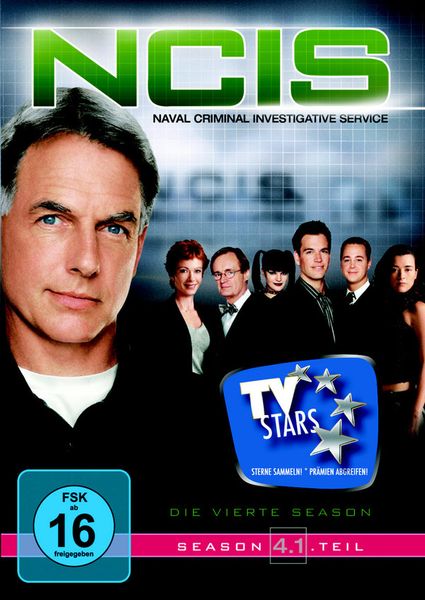 NCIS
NAVAL CRIMINAL INVESTIGATIVE SERVICE
NCIS
TV
STARS
STERNE SAMMELN! * PRÄMIEN ABGREIFEN!
DIE VIERTE SEASON
SEASON 4.1.TEIL
FSK
ab
16
freigegeben